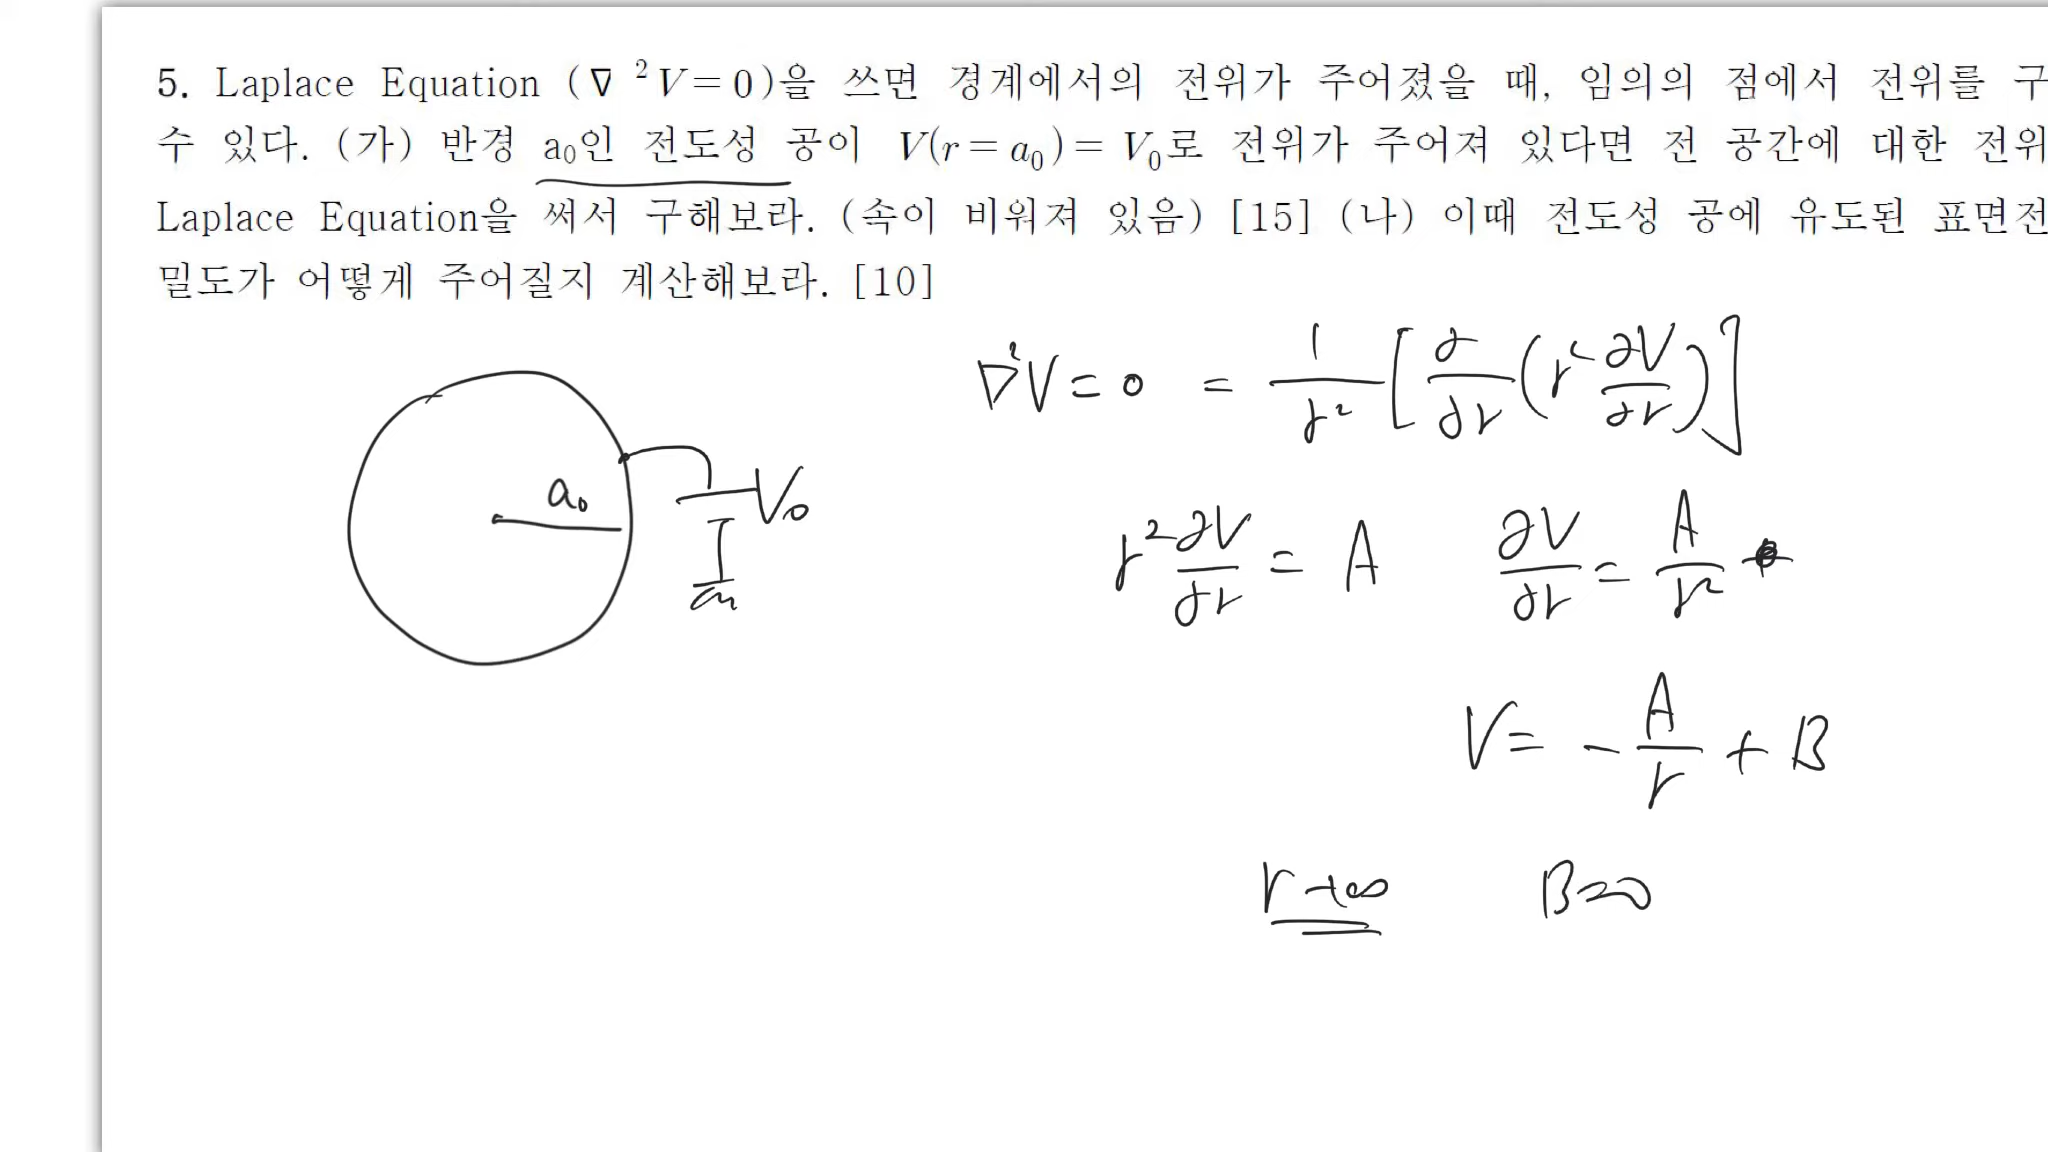 5. Laplace Equation (∇ ²V=0)을 쓰면 경계에서의 전위가 주어졌을 때, 임의의 점에서 전위를 구
수 있다. (가) 반경 a₀인 전도성 공이 V(r=a₀)= V₀로 전위가 주어져 있다면 전 공간에 대한 전위
Laplace Equation을 써서 구해보라. (속이 비워져 있음) [15] (나) 이때 전도성 공에 유도된 표면전
밀도가 어떻게 주어질지 계산해보라. [10]
∇²V = 0 = 1/r² [∂/∂r (r² ∂V/∂r)]
a₀ V₀
r² ∂V/∂r = A ∂V/∂r = A/r²
V = - A/r + B
r→∞ B=0